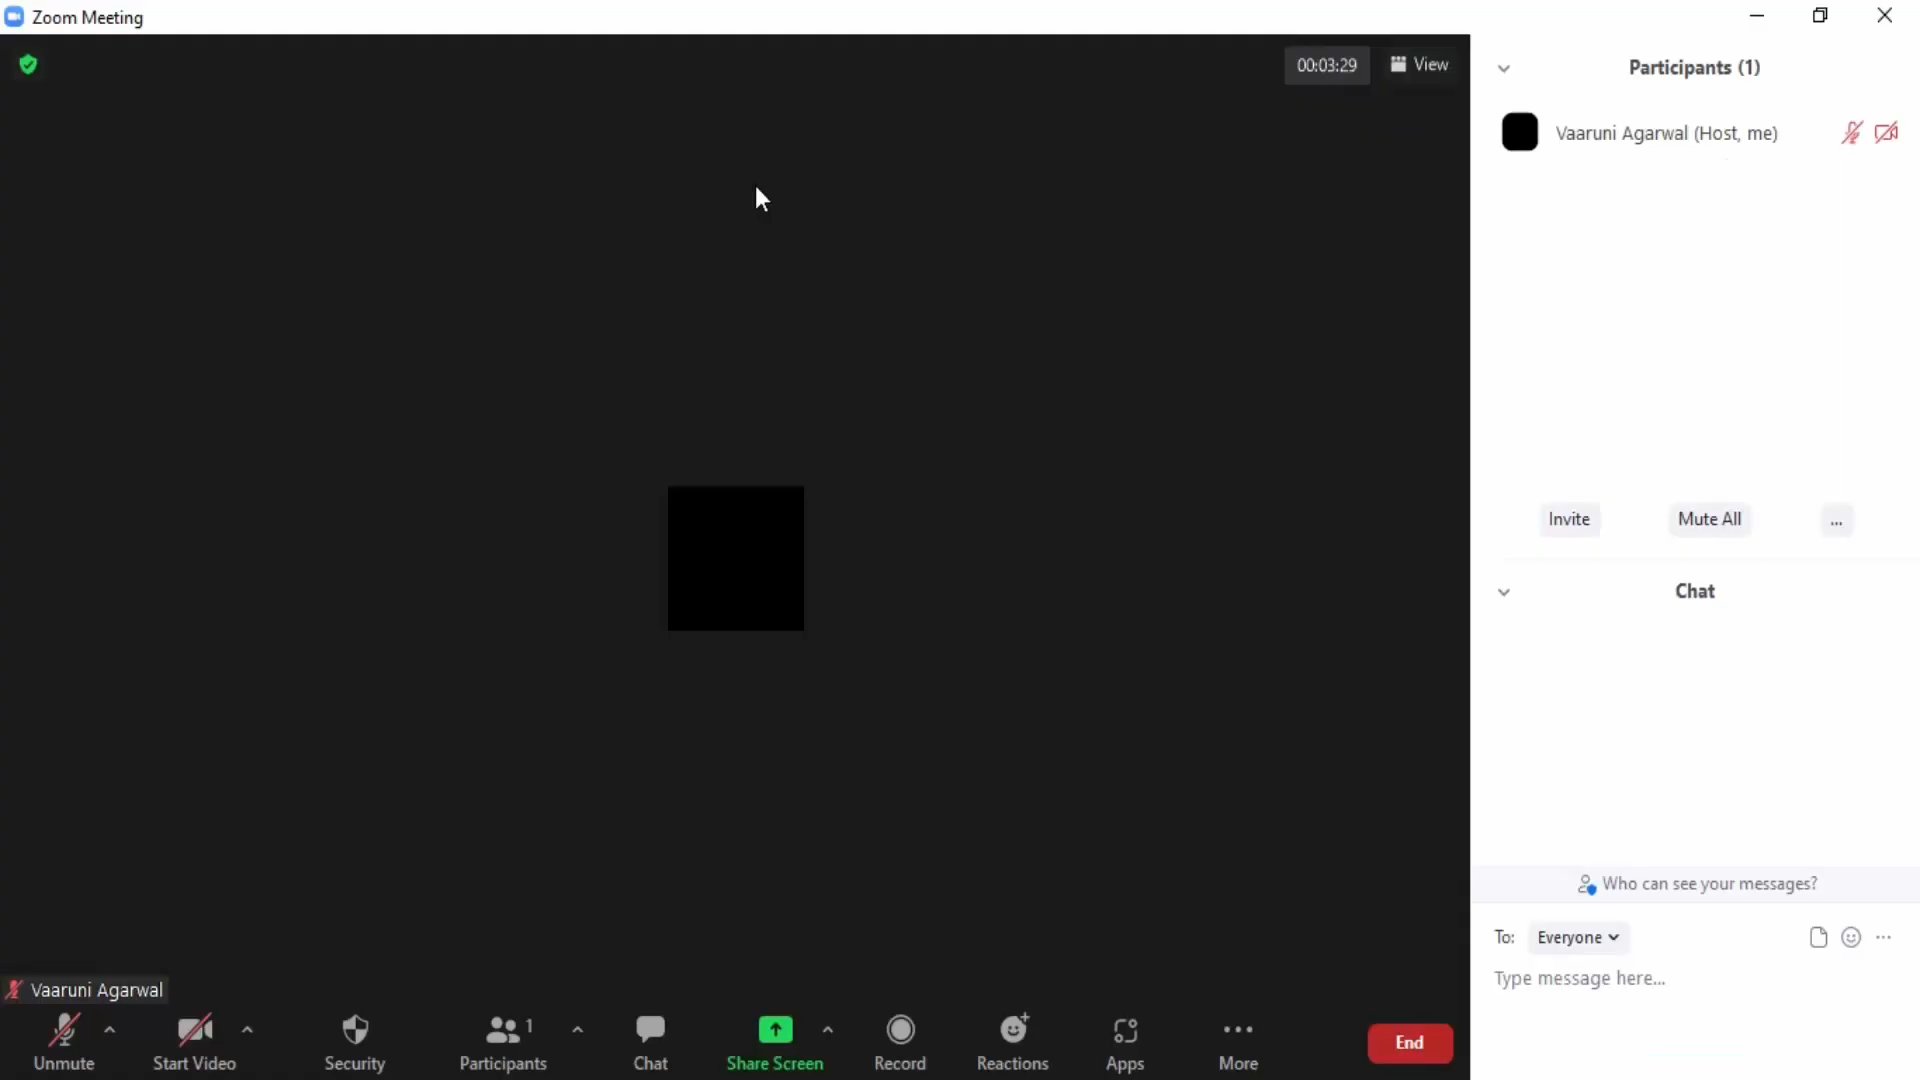 Zoom Meeting
00:03:29
View
Participants (1)
Vaaruni Agarwal (Host, me)
Invite
Mute All
...
Chat
Who can see your messages?
To:
Everyone
Type message here...
Vaaruni Agarwal
Unmute
Start Video
Security
1
Participants
Chat
Share Screen
Record
Reactions
Apps
More
End